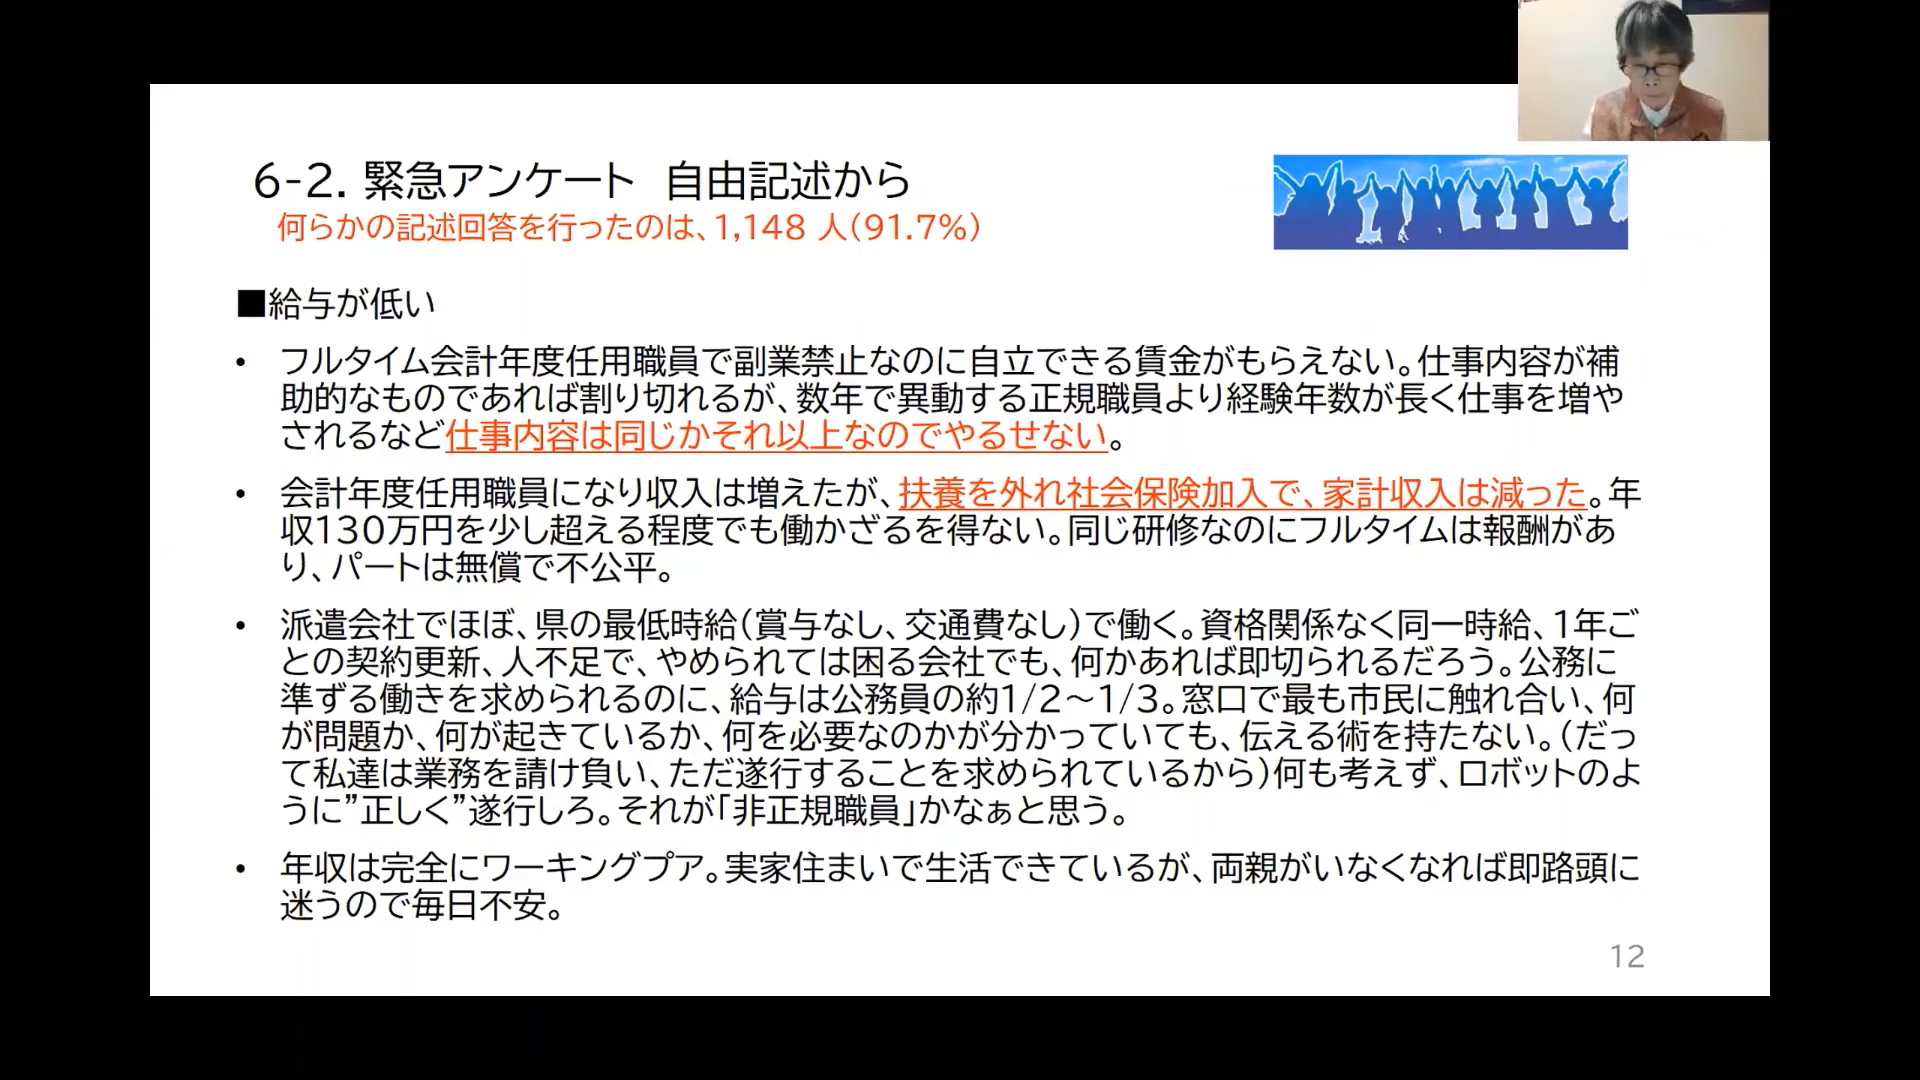 6-2. 緊急アンケート　自由記述から
何らかの記述回答を行ったのは、1,148 人(91.7%)
■給与が低い
• フルタイム会計年度任用職員で副業禁止なのに自立できる賃金がもらえない。仕事内容が補
助的なものであれば割り切れるが、数年で異動する正規職員より経験年数が長く仕事を増や
されるなど仕事内容は同じかそれ以上なのでやるせない。
• 会計年度任用職員になり収入は増えたが、扶養を外れ社会保険加入で、家計収入は減った。年
収130万円を少し超える程度でも働かざるを得ない。同じ研修なのにフルタイムは報酬があ
り、パートは無償で不公平。
• 派遣会社でほぼ、県の最低時給(賞与なし、交通費なし)で働く。資格関係なく同一時給、1年ご
との契約更新、人不足で、やめられては困る会社でも、何かあれば即切られるだろう。公務に
準ずる働きを求められるのに、給与は公務員の約1/2～1/3。窓口で最も市民に触れ合い、何
が問題か、何が起きているか、何を必要なのかが分かっていても、伝える術を持たない。(だっ
て私達は業務を請け負い、ただ遂行することを求められているから)何も考えず、ロボットのよ
うに”正しく”遂行しろ。それが「非正規職員」かなぁと思う。
• 年収は完全にワーキングプア。実家住まいで生活できているが、両親がいなくなれば即路頭に
迷うので毎日不安。
12